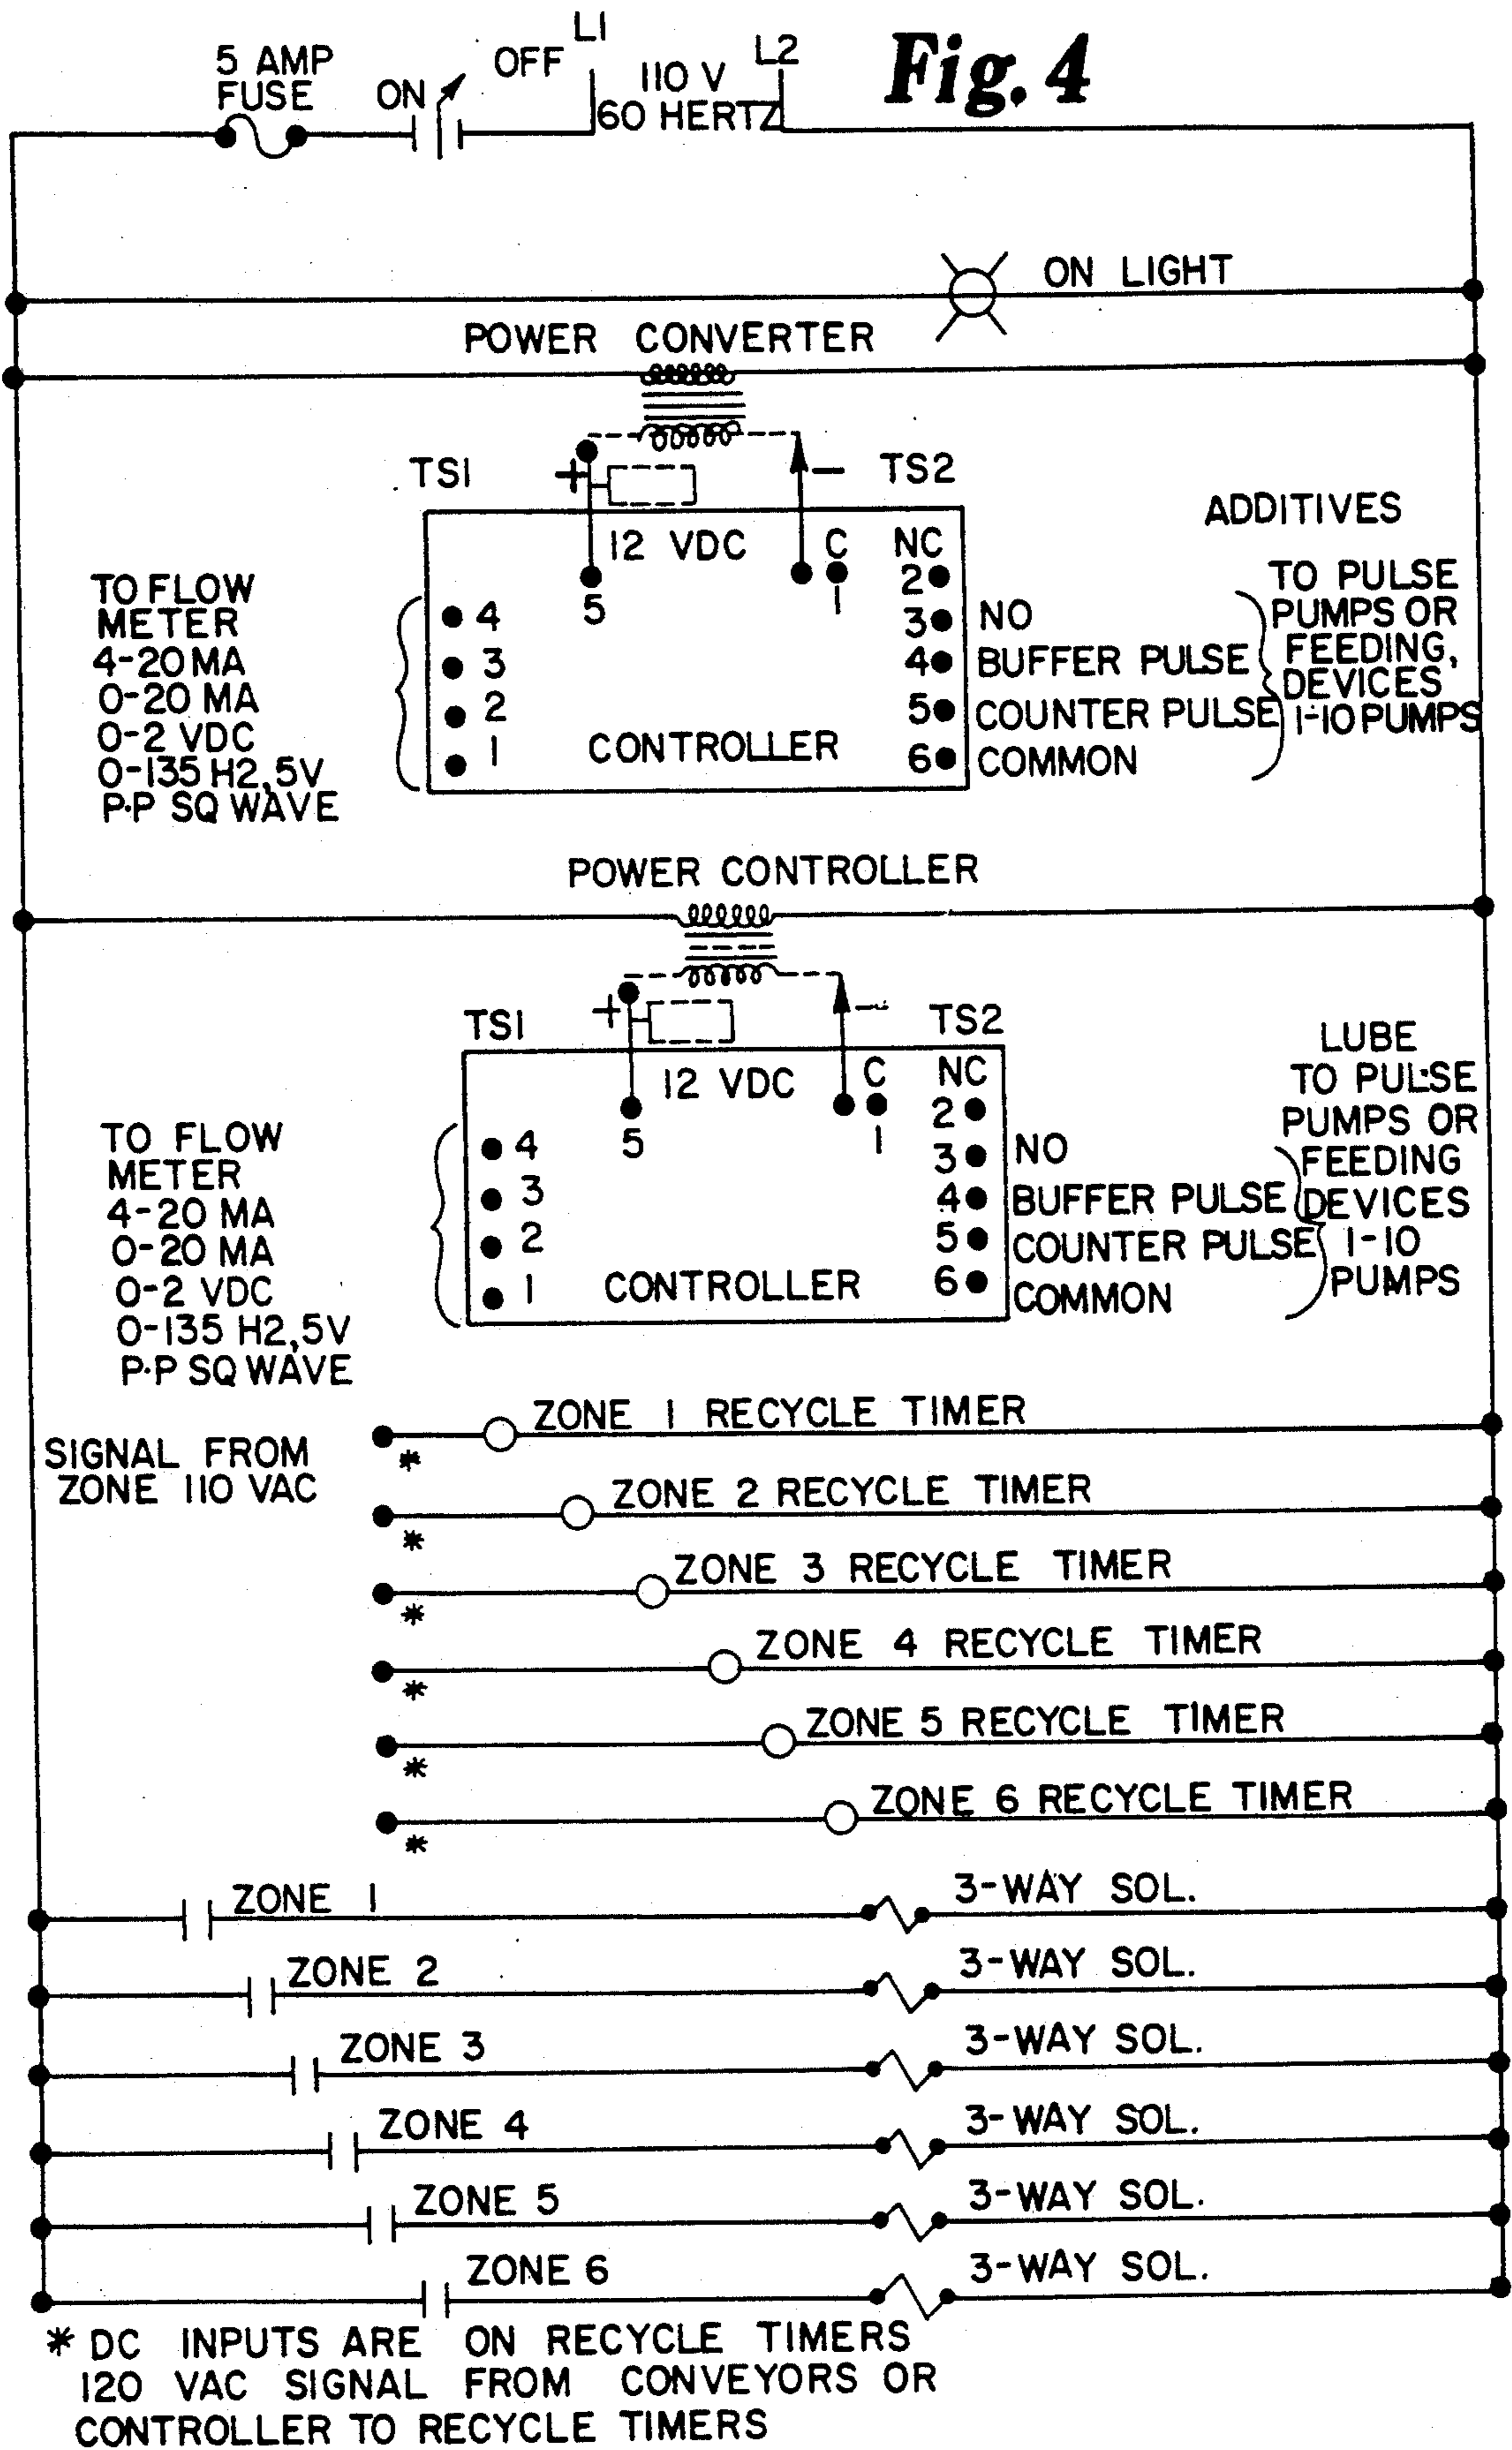 Fig. 4
L1
L2
5 AMP
FUSE
ON
OFF
110 V
60 HERTZ
ON LIGHT
POWER CONVERTER
TS1
+
-
TS2
ADDITIVES
12 VDC
C
NC
5
1
2
TO FLOW
METER
4-20 MA
0-20 MA
0-2 VDC
0-135 H2,5V
P·P SQ WAVE
4
3
2
1
CONTROLLER
3 NO
4 BUFFER PULSE
5 COUNTER PULSE
6 COMMON
TO PULSE
PUMPS OR
FEEDING,
DEVICES
1-10 PUMPS
POWER CONTROLLER
TS1
+
-
TS2
LUBE
12 VDC
C
NC
5
1
2
TO FLOW
METER
4-20 MA
0-20 MA
0-2 VDC
0-135 H2,5V
P·P SQ WAVE
4
3
2
1
CONTROLLER
3 NO
4 BUFFER PULSE
5 COUNTER PULSE
6 COMMON
TO PULSE
PUMPS OR
FEEDING
DEVICES
1-10
PUMPS
SIGNAL FROM
ZONE 110 VAC
* ZONE 1 RECYCLE TIMER
* ZONE 2 RECYCLE TIMER
* ZONE 3 RECYCLE TIMER
* ZONE 4 RECYCLE TIMER
* ZONE 5 RECYCLE TIMER
* ZONE 6 RECYCLE TIMER
ZONE 1 3-WAY SOL.
ZONE 2 3-WAY SOL.
ZONE 3 3-WAY SOL.
ZONE 4 3-WAY SOL.
ZONE 5 3-WAY SOL.
ZONE 6 3-WAY SOL.
* DC INPUTS ARE ON RECYCLE TIMERS
120 VAC SIGNAL FROM CONVEYORS OR
CONTROLLER TO RECYCLE TIMERS